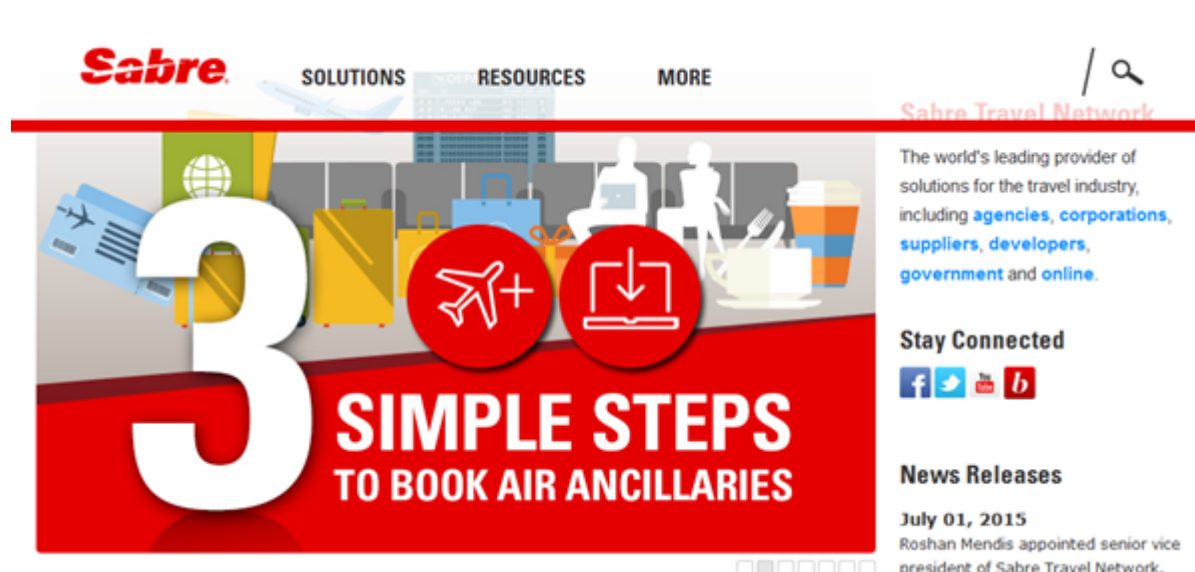 Sabre
SOLUTIONS
RESOURCES
MORE
Sabre Travel Network
The world's leading provider of
solutions for the travel industry,
including agencies, corporations,
suppliers, developers,
government and online.
3
SIMPLE STEPS
TO BOOK AIR ANCILLARIES
Stay Connected
f
You
Tube
b
News Releases
July 01, 2015
Roshan Mendis appointed senior vice
president of Sabre Travel Network.